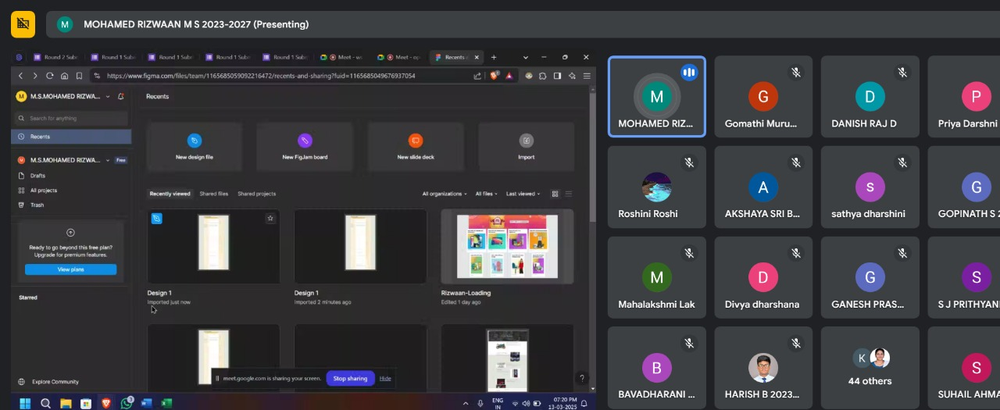 M MOHAMED RIZWAAN M S 2023-2027 (Presenting)
Round 2 Sub
Round 1 Sub
Round 1 Sub
Round 1 Sub
Round 1 Sub
Meet - w
Meet - op
Recents
https://www.figma.com/files/team/1165685059092216472/recents-and-sharing?fuid=1165685049676937054
M M.S.MOHAMED RIZWA...
Search for anything
Recents
M M.S.MOHAMED RIZWA... Free
Drafts
All projects
Trash
Ready to go beyond this free plan?
Upgrade for premium features.
View plans
Starred
Explore Community
Recents
New design file
New FigJam board
New slide deck
Import
Recently viewed Shared files Shared projects
All organizations All files Last viewed
Design 1
Imported just now
Design 1
Imported 2 minutes ago
Rizwaan-Loading
Edited 1 day ago
meet.google.com is sharing your screen. Stop sharing Hide
?
ENG
IN
07:20 PM
13-03-2025
M
MOHAMED RIZ...
G
Gomathi Muru...
D
DANISH RAJ D
P
Priya Darshni
Roshini Roshi
A
AKSHAYA SRI B...
s
sathya dharshini
G
GOPINATH S 2
M
Mahalakshmi Lak
D
Divya dharshana
G
GANESH PRAS...
S
S J PRITHYAN
B
BAVADHARANI ...
HARISH B 2023...
K
44 others
S
SUHAIL AHMA